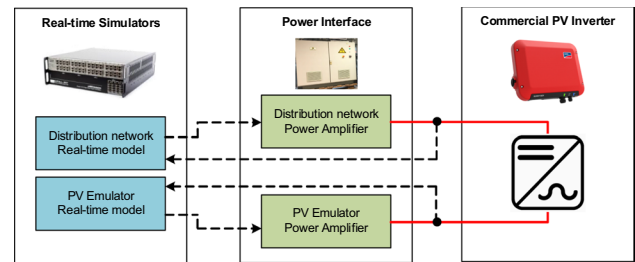 Real-time Simulators
Power Interface
Commercial PV Inverter
Distribution network
Real-time model
Distribution network
Power Amplifier
PV Emulator
Real-time model
PV Emulator
Power Amplifier